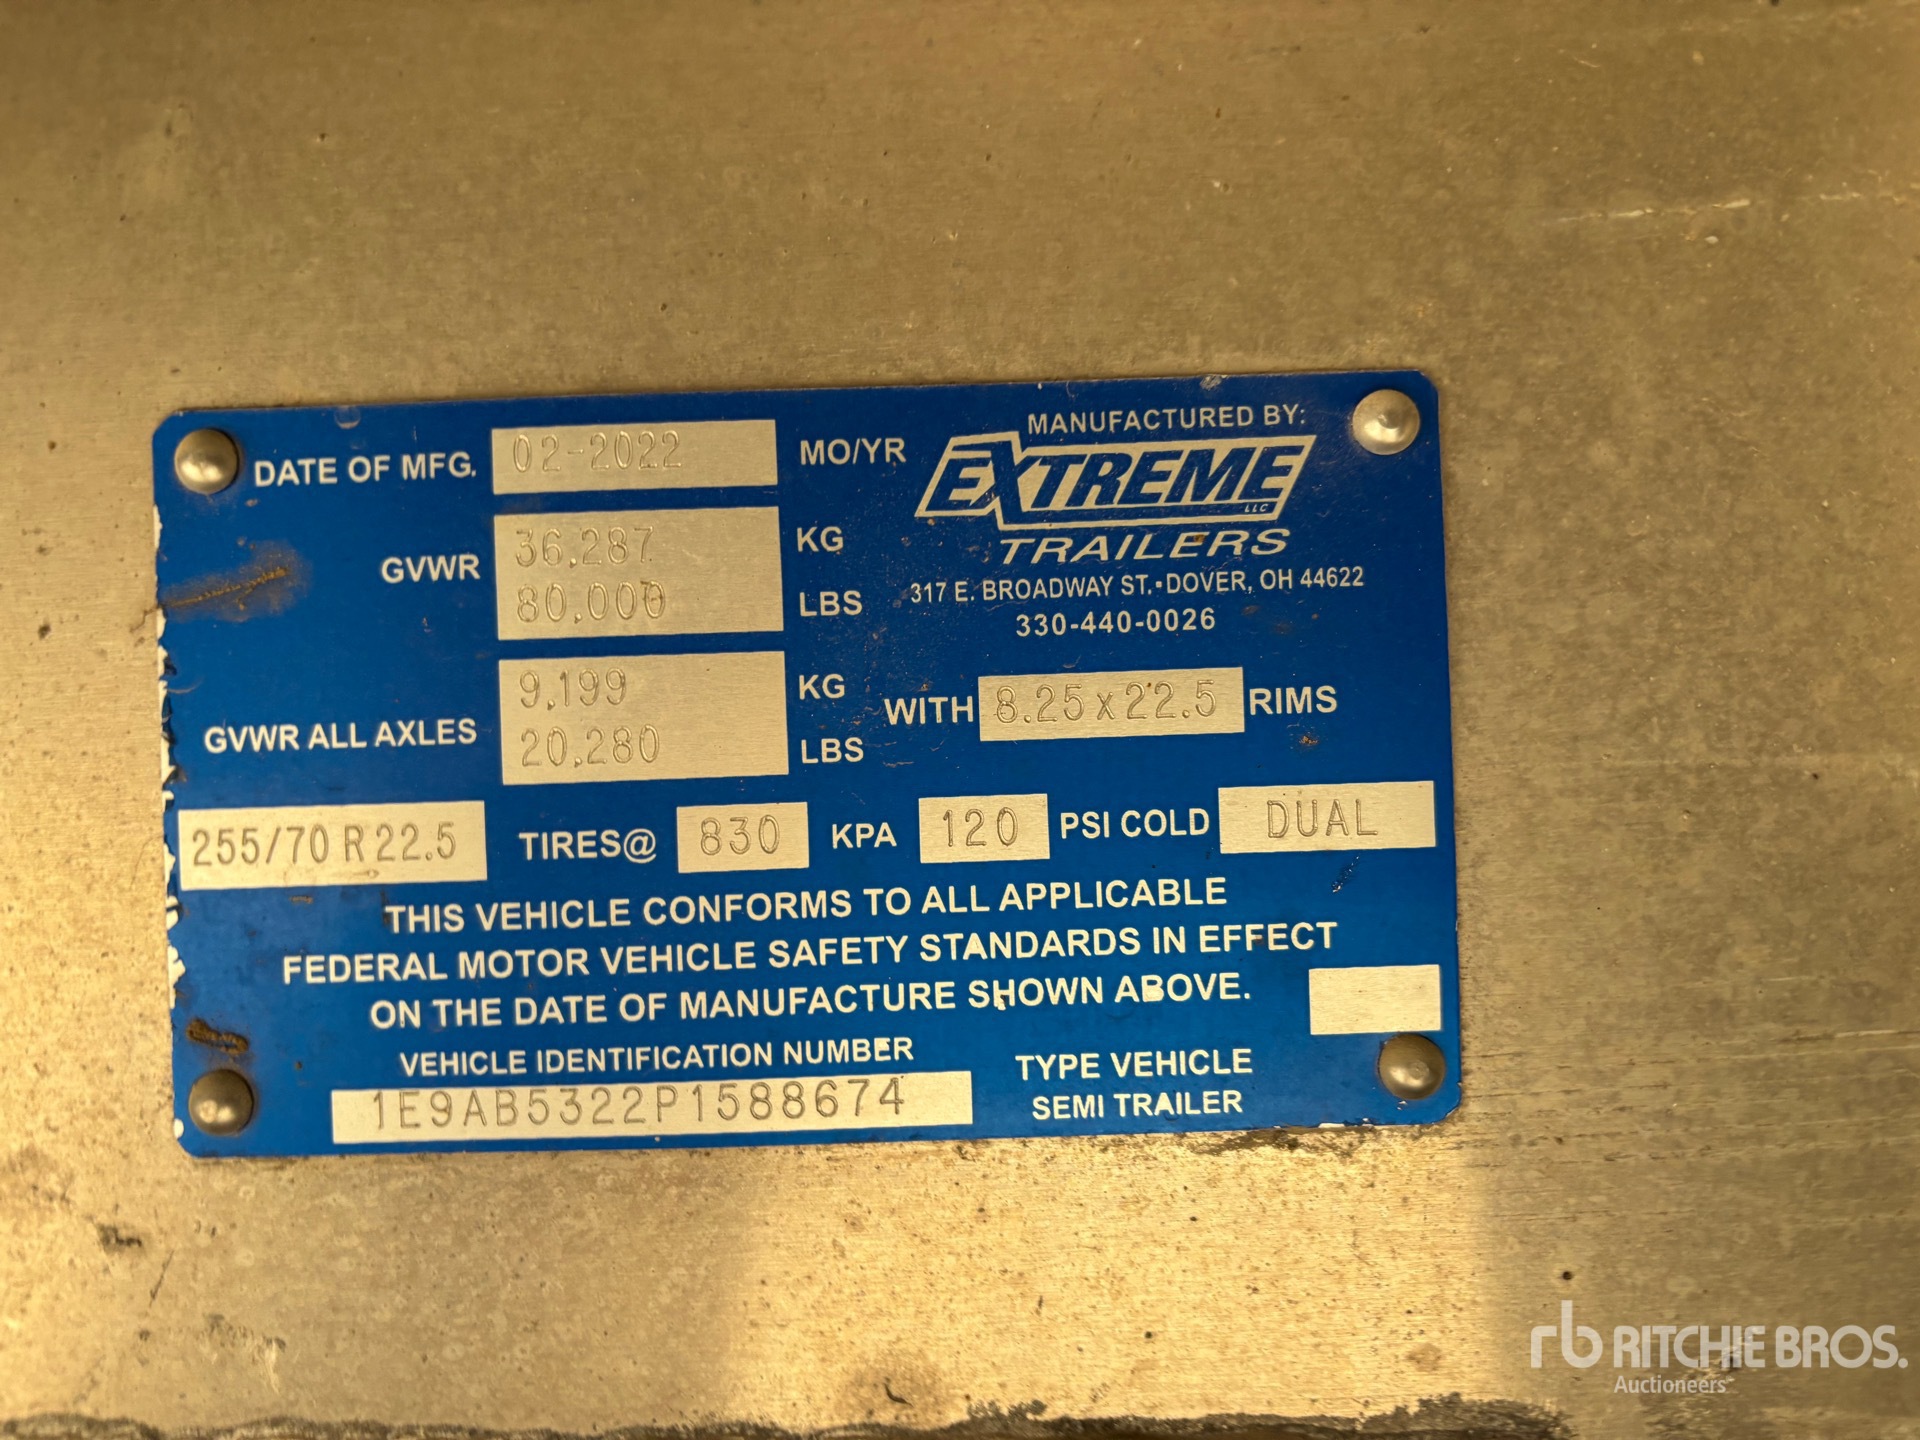 MANUFACTURED BY:
DATE OF MFG. 02-2022 MO/YR
EXTREME LLC
TRAILERS
317 E. BROADWAY ST.•DOVER, OH 44622
330-440-0026
GVWR 36.287 KG
80.000 LBS
GVWR ALL AXLES 9.199 KG
20.280 LBS
WITH 8.25x22.5 RIMS
255/70 R22.5 TIRES@ 830 KPA 120 PSI COLD DUAL
THIS VEHICLE CONFORMS TO ALL APPLICABLE
FEDERAL MOTOR VEHICLE SAFETY STANDARDS IN EFFECT
ON THE DATE OF MANUFACTURE SHOWN ABOVE.
VEHICLE IDENTIFICATION NUMBER
1E9AB5322P1588674
TYPE VEHICLE
SEMI TRAILER
rb RITCHIE BROS.
Auctioneers